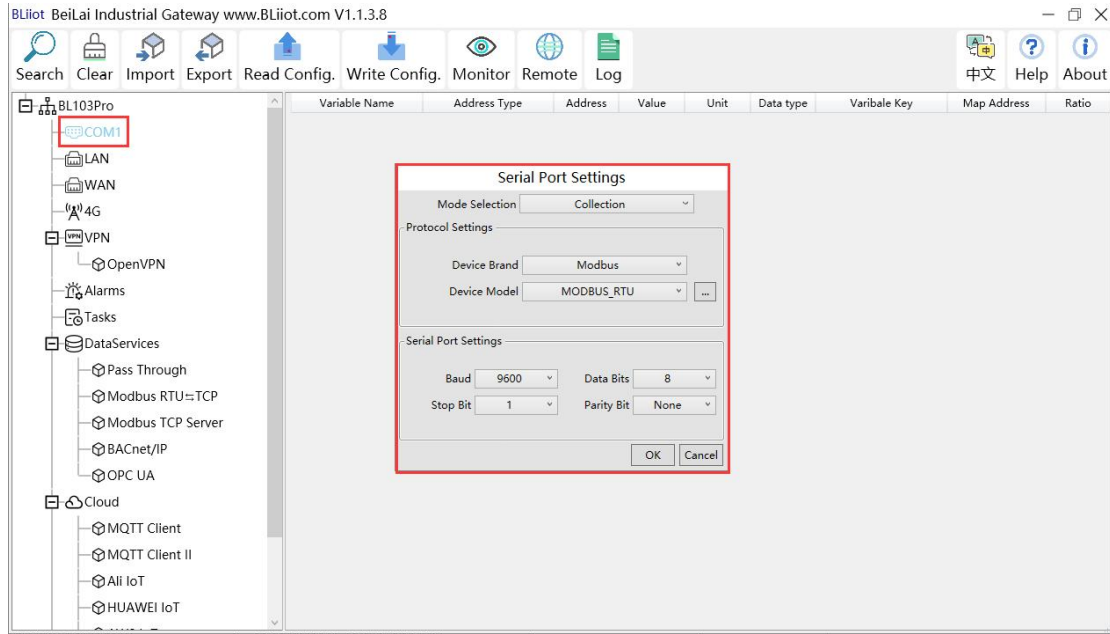 BLiiot BeiLai Industrial Gateway www.BLiiot.com V1.1.3.8
Search Clear Import Export Read Config. Write Config. Monitor Remote Log 中文 Help About
BL103Pro
COM1
LAN
WAN
4G
VPN VPN
OpenVPN
Alarms
Tasks
DataServices
Pass Through
Modbus RTU⇆TCP
Modbus TCP Server
BACnet/IP
OPC UA
Cloud
MQTT Client
MQTT Client II
Ali IoT
HUAWEI IoT
Variable Name Address Type Address Value Unit Data type Varibale Key Map Address Ratio
Serial Port Settings
Mode Selection Collection
Protocol Settings
Device Brand Modbus
Device Model MODBUS_RTU ...
Serial Port Settings
Baud 9600 Data Bits 8
Stop Bit 1 Parity Bit None
OK Cancel